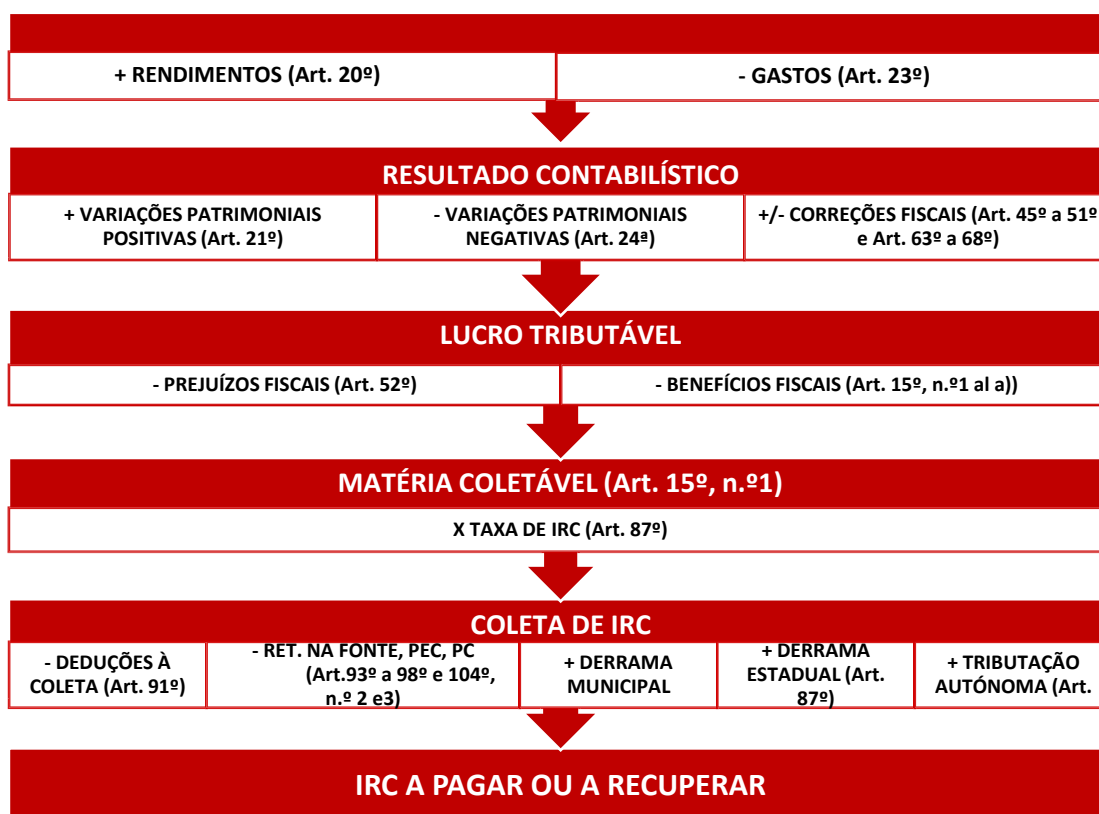 + RENDIMENTOS (Art. 20º)
- GASTOS (Art. 23º)
RESULTADO CONTABILÍSTICO
+ VARIAÇÕES PATRIMONIAIS
POSITIVAS (Art. 21º)
- VARIAÇÕES PATRIMONIAIS
NEGATIVAS (Art. 24ª)
+/- CORREÇÕES FISCAIS (Art. 45º a 51º
e Art. 63º a 68º)
LUCRO TRIBUTÁVEL
- PREJUÍZOS FISCAIS (Art. 52º)
- BENEFÍCIOS FISCAIS (Art. 15º, n.º1 al a))
MATÉRIA COLETÁVEL (Art. 15º, n.º1)
X TAXA DE IRC (Art. 87º)
COLETA DE IRC
- DEDUÇÕES À
COLETA (Art. 91º)
- RET. NA FONTE, PEC, PC
(Art.93º a 98º e 104º,
n.º 2 e3)
+ DERRAMA
MUNICIPAL
+ DERRAMA
ESTADUAL (Art.
87º)
+ TRIBUTAÇÃO
AUTÓNOMA (Art.
IRC A PAGAR OU A RECUPERAR